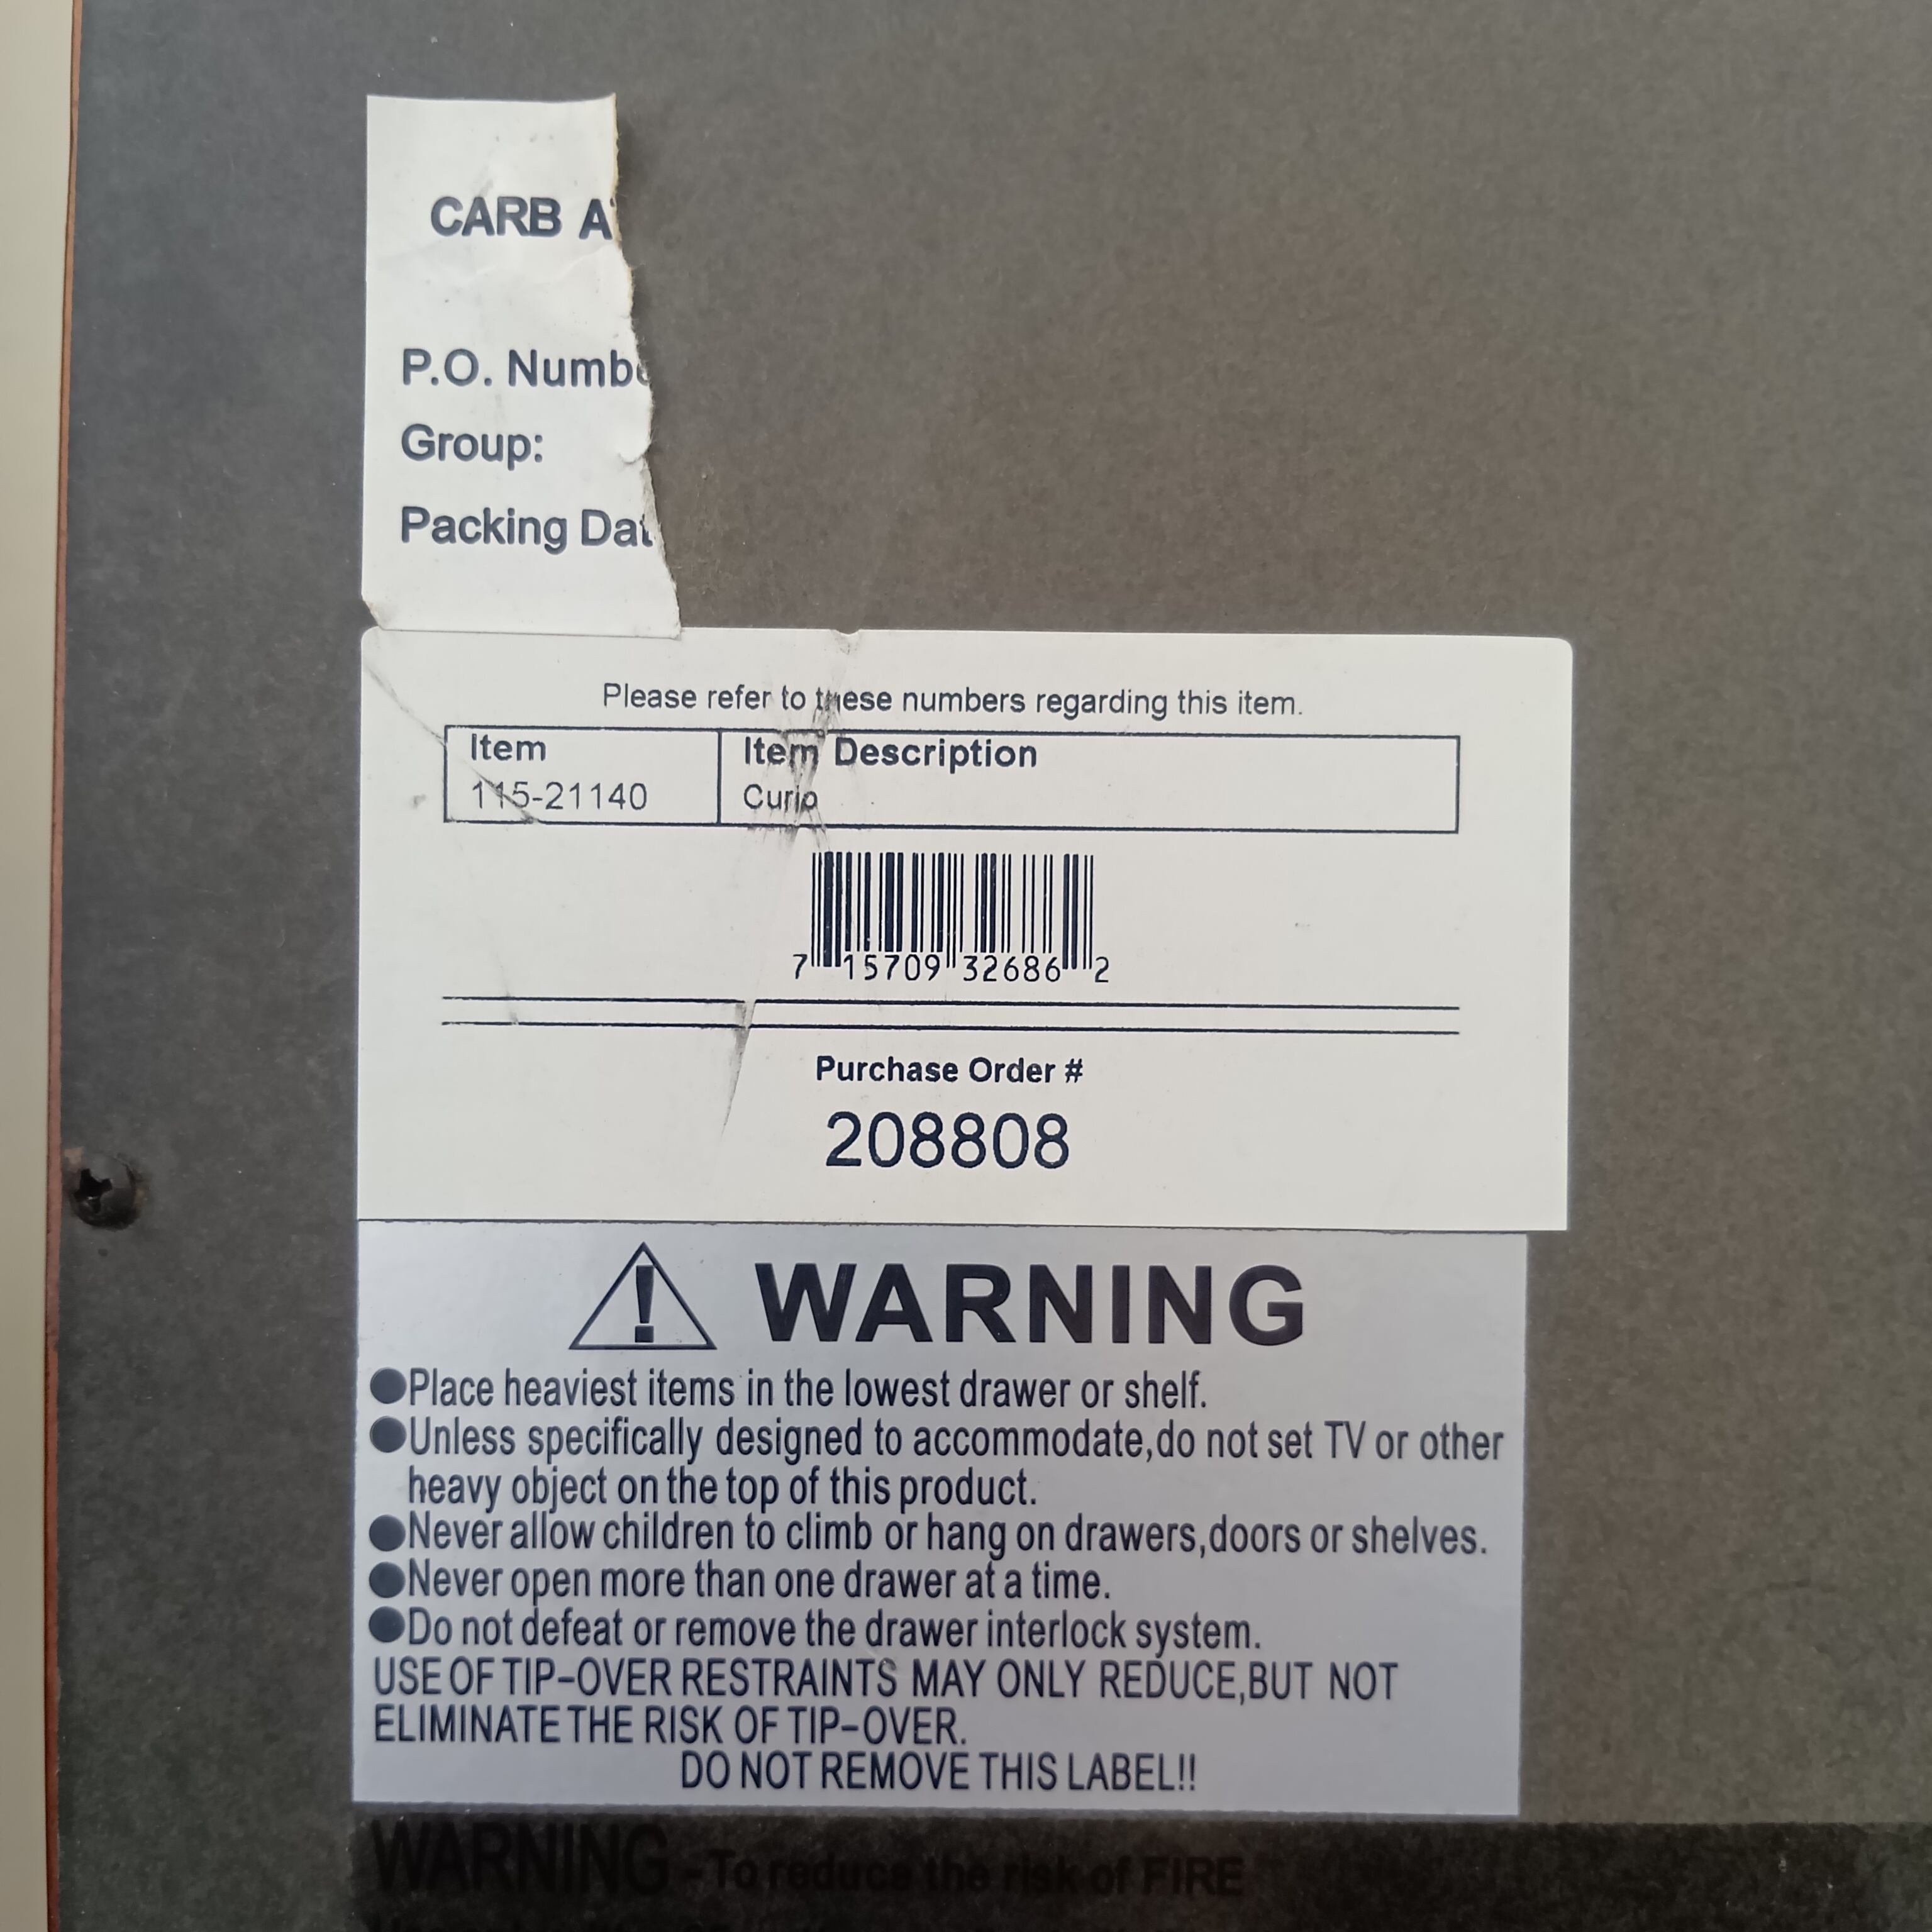 CARB A
P.O. Numbe
Group:
Packing Dat
Please refer to these numbers regarding this item.
Item
115-21140
Item Description
Curio
7 15709 32686 2
Purchase Order #
208808
WARNING
●Place heaviest items in the lowest drawer or shelf.
●Unless specifically designed to accommodate,do not set TV or other
heavy object on the top of this product.
●Never allow children to climb or hang on drawers,doors or shelves.
●Never open more than one drawer at a time.
●Do not defeat or remove the drawer interlock system.
USE OF TIP-OVER RESTRAINTS MAY ONLY REDUCE,BUT NOT
ELIMINATE THE RISK OF TIP-OVER.
DO NOT REMOVE THIS LABEL!!
WARNING -To reduce the risk of FIRE